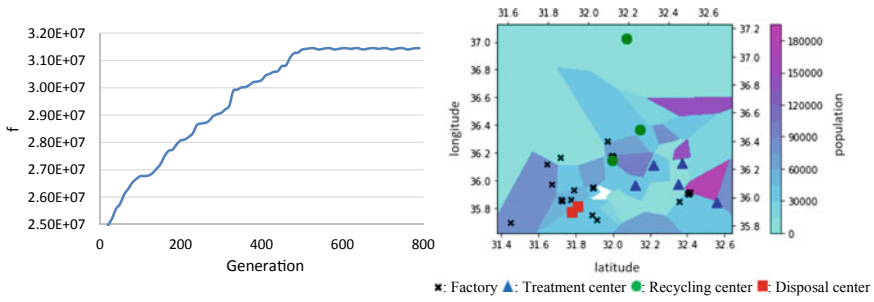 3.20E+07
3.10E+07
3.00E+07
2.90E+07
2.80E+07
2.70E+07
2.60E+07
2.50E+07
f
0 200 400 600 800
Generation
31.6 31.8 32.0 32.2 32.4 32.6
37.0
36.8
36.6
36.4
36.2
36.0
35.8
longitude
37.2
37.0
36.8
36.6
36.4
36.2
36.0
35.8
31.4 31.6 31.8 32.0 32.2 32.4 32.6
latitude
180000
150000
120000
90000
60000
30000
0
population
: Factory : Treatment center : Recycling center : Disposal center